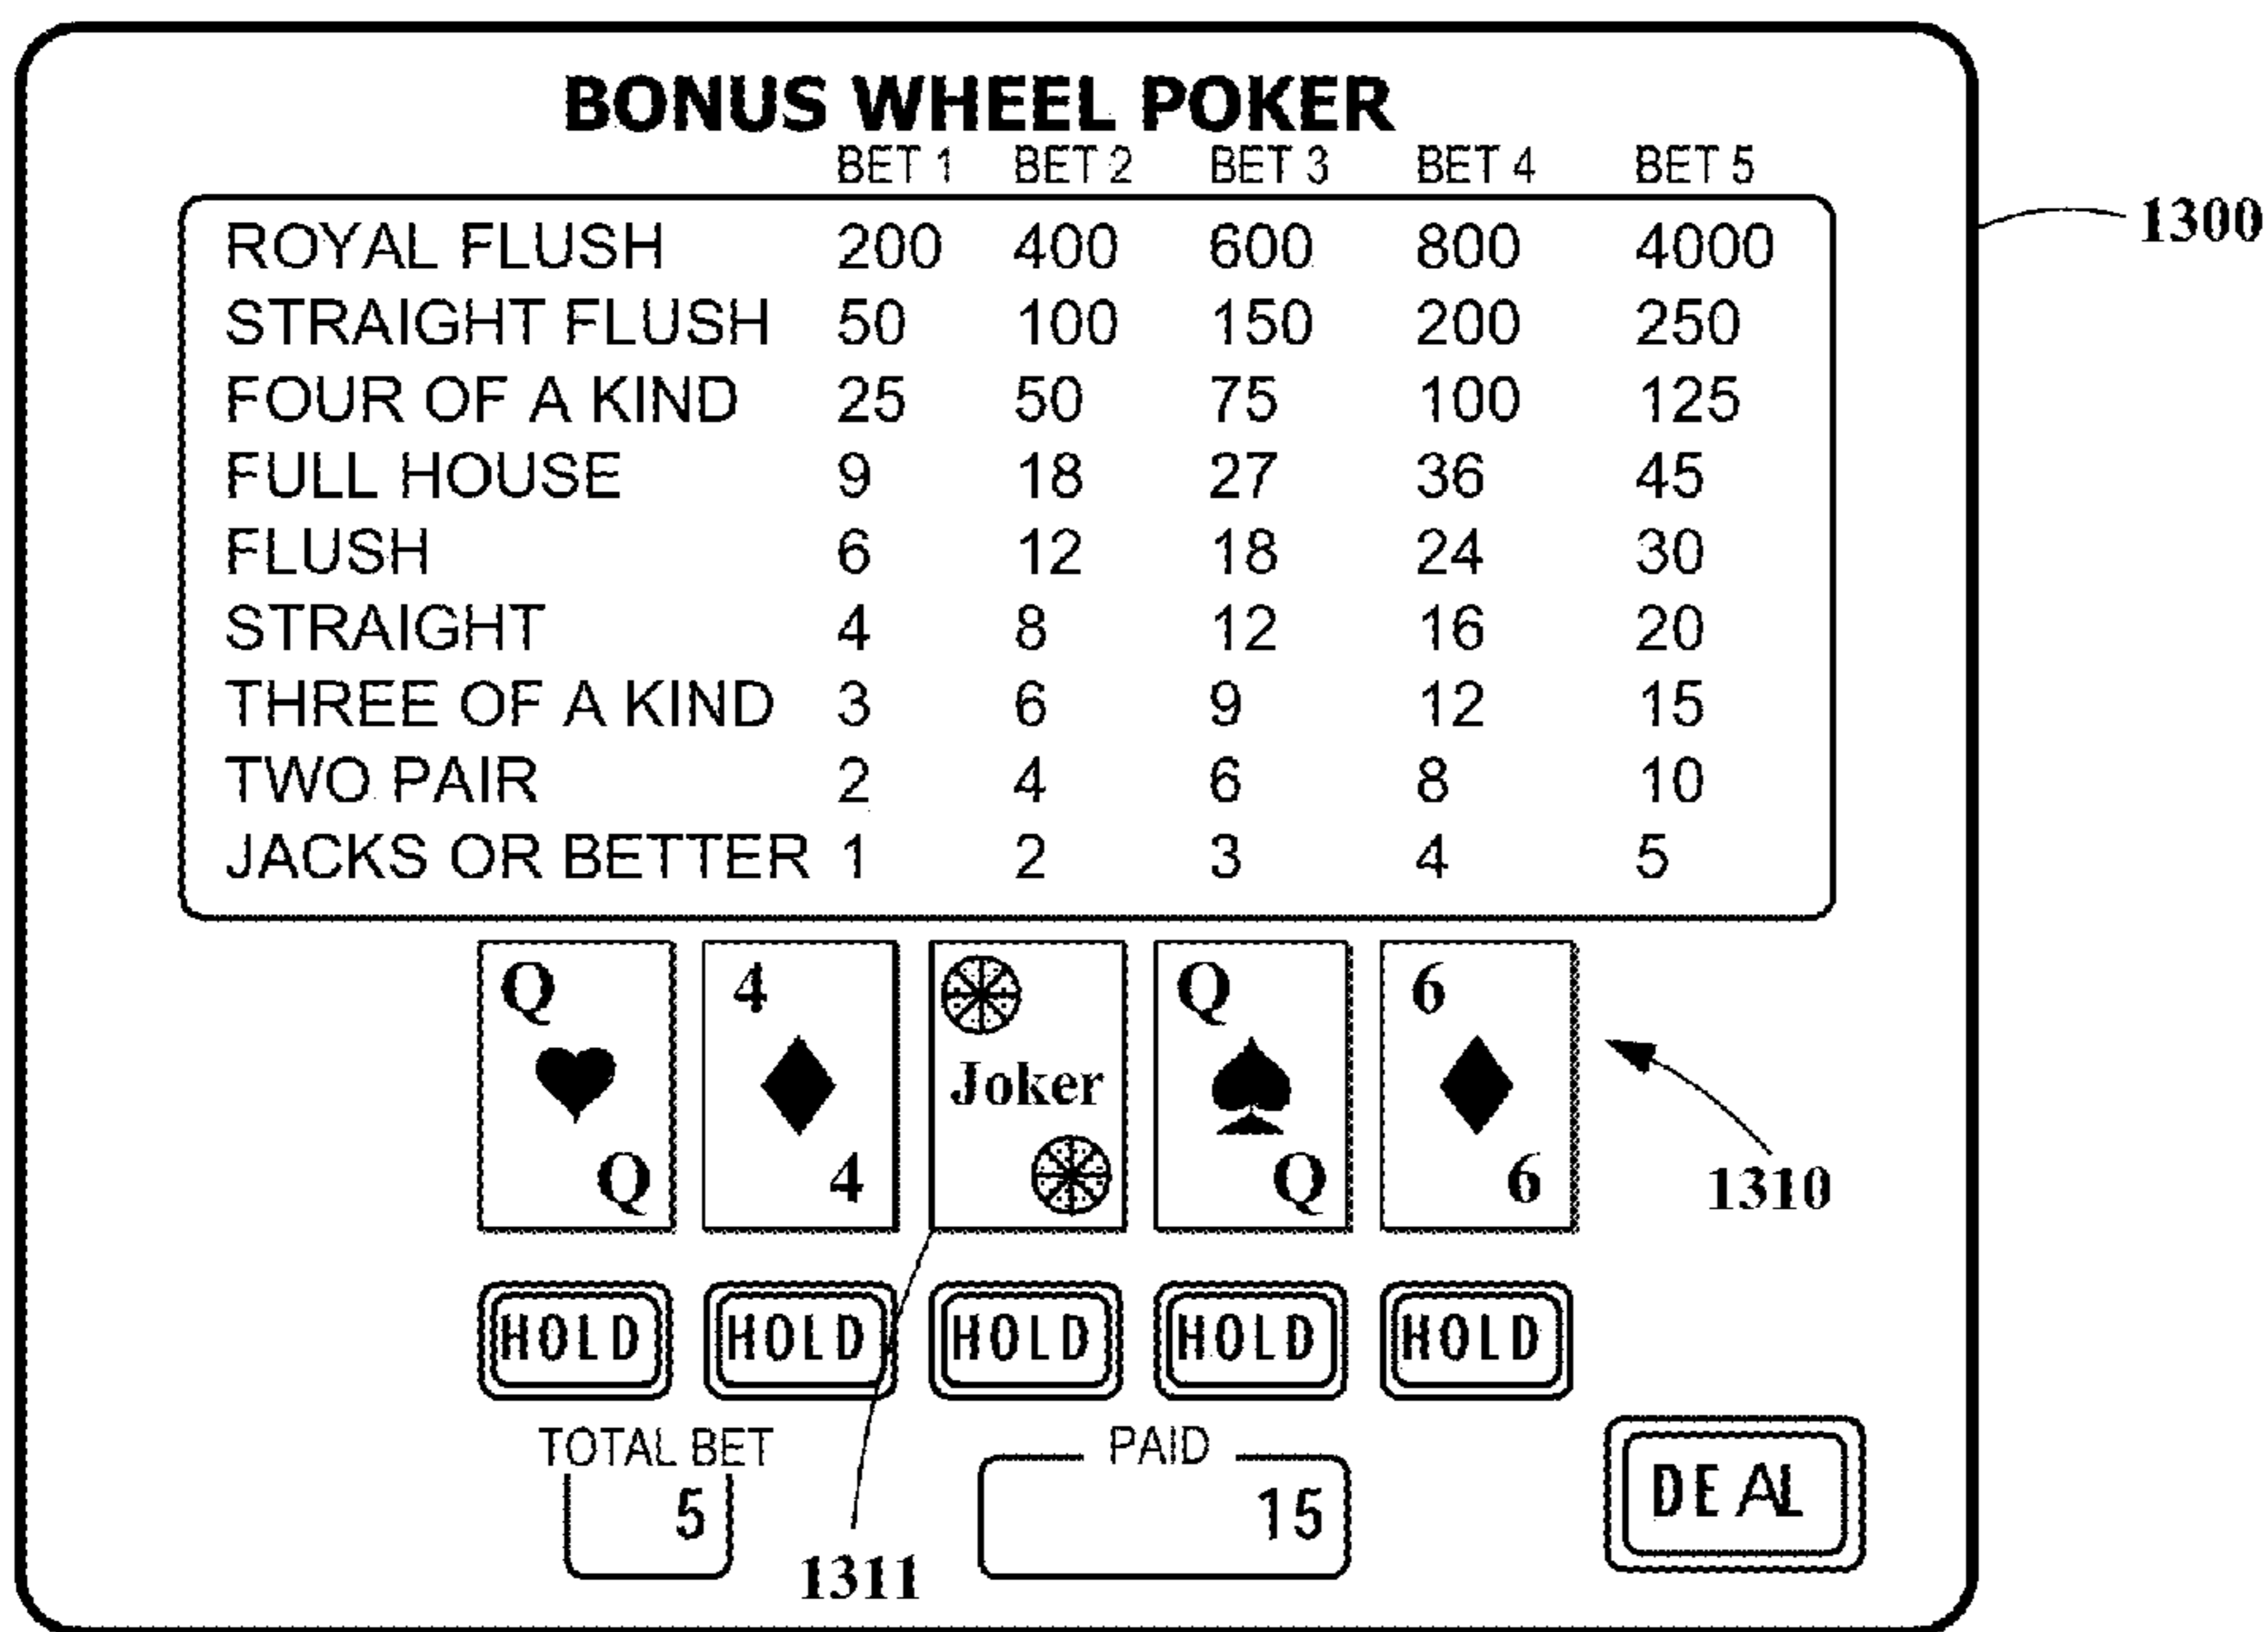 BONUS WHEEL POKER
BET 1 BET 2 BET 3 BET 4 BET 5
1300
ROYAL FLUSH 200 400 600 800 4000
STRAIGHT FLUSH 50 100 150 200 250
FOUR OF A KIND 25 50 75 100 125
FULL HOUSE 9 18 27 36 45
FLUSH 6 12 18 24 30
STRAIGHT 4 8 12 16 20
THREE OF A KIND 3 6 9 12 15
TWO PAIR 2 4 6 8 10
JACKS OR BETTER 1 2 3 4 5
Q 4 Q 6
Joker
Q 4 Q 6
1310
HOLD HOLD HOLD HOLD HOLD
TOTAL BET PAID
5 15 DEAL
1311